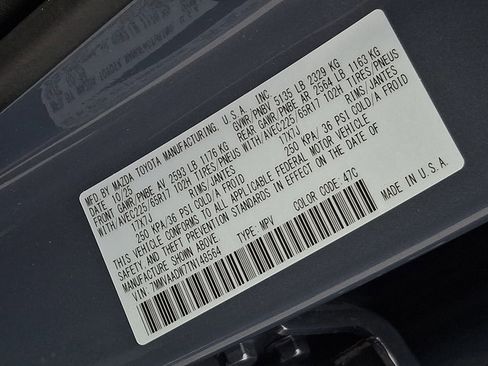 MFD BY MAZDA TOYOTA MANUFACTURING, U.S.A., INC.
DATE: 10/25 GVWR/PNBV 5135 LB 2329 KG
FRONT GAWR/PNBE AV 2593 LB 1176 KG REAR GAWR/PNBE AR 2564 LB 1163 KG
WITH/AVEC225/65R17 102H TIRES/PNEUS WITH/AVEC225/65R17 102H TIRES/PNEUS
17X7J RIMS/JANTES 17X7J RIMS/JANTES
250 KPA/36 PSI COLD/A FROID 250 KPA/ 36 PSI COLD/A FROID
THIS VEHICLE CONFORMS TO ALL APPLICABLE FEDERAL MOTOR VEHICLE
SAFETY AND THEFT PREVENTION STANDARDS IN EFFECT ON THE DATE OF
MANUFACTURE SHOWN ABOVE. COLOR CODE: 47C
VIN: 7MMVAADW7TN148564 TYPE: MPV
MADE IN U.S.A.